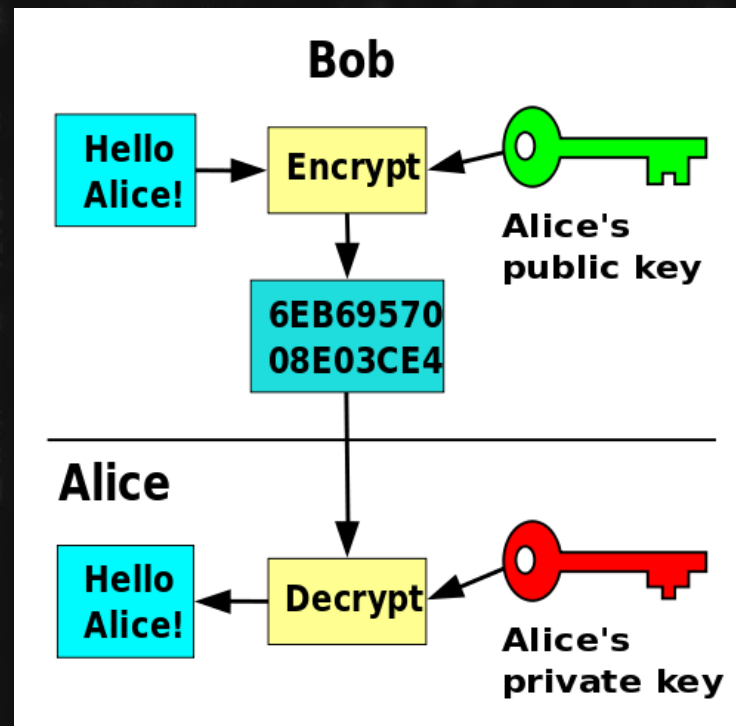 Bob
Hello
Alice!
Encrypt
Alice's
public key
6EB69570
08E03CE4
Alice
Hello
Alice!
Decrypt
Alice's
private key